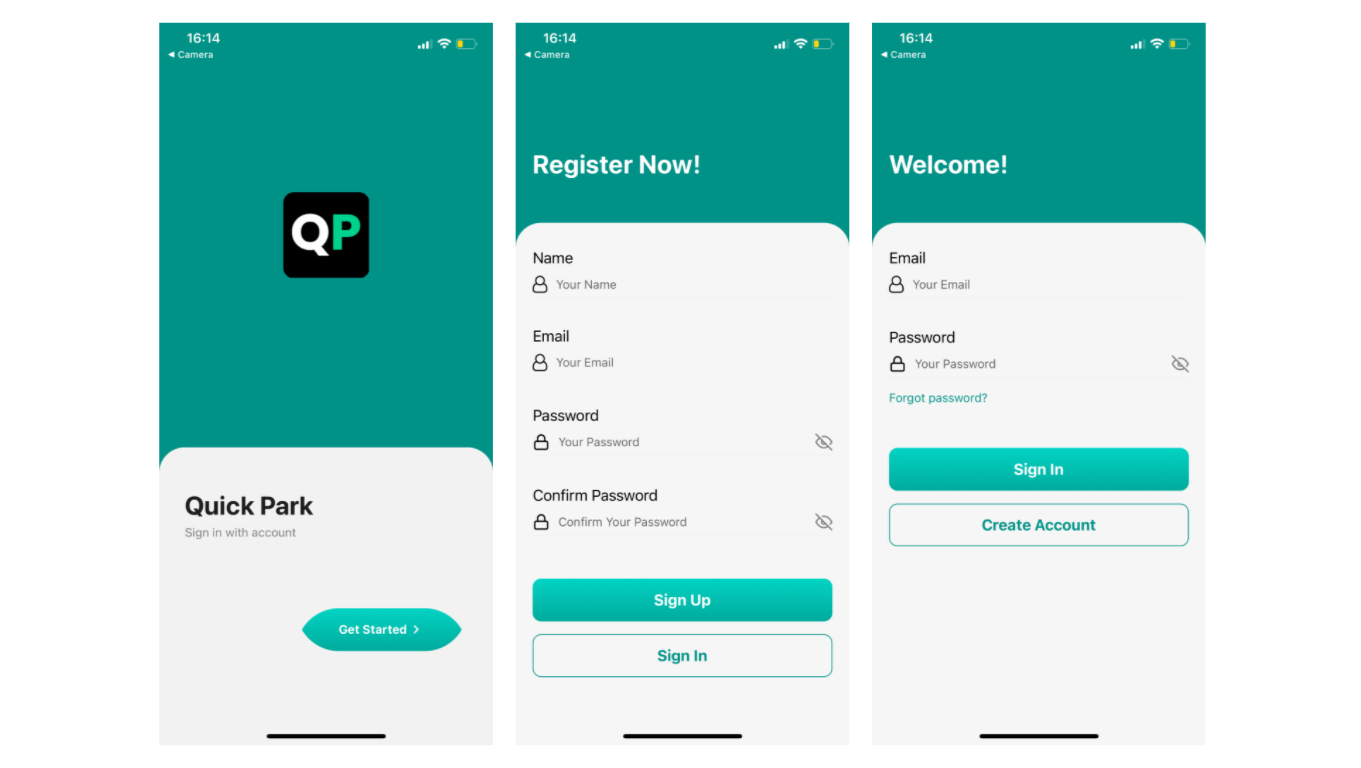 16:14
◀ Camera
QP
Quick Park
Sign in with account
Get Started >
16:14
◀ Camera
Register Now!
Name
Your Name
Email
Your Email
Password
Your Password
Confirm Password
Confirm Your Password
Sign Up
Sign In
16:14
◀ Camera
Welcome!
Email
Your Email
Password
Your Password
Forgot password?
Sign In
Create Account